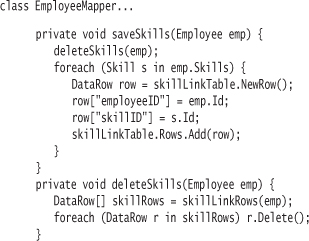 class EmployeeMapper...
private void saveSkills(Employee emp) {
deleteSkills(emp);
foreach (Skill s in emp.Skills) {
DataRow row = skillLinkTable.NewRow();
row["employeeID"] = emp.Id;
row["skillID"] = s.Id;
skillLinkTable.Rows.Add(row);
}
}
private void deleteSkills(Employee emp) {
DataRow[] skillRows = skillLinkRows(emp);
foreach (DataRow r in skillRows) r.Delete();
}